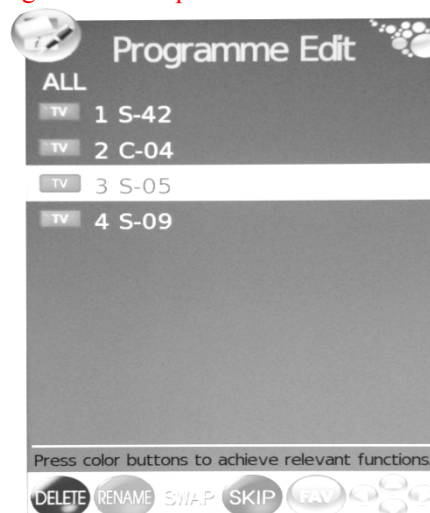 Programme Edit
ALL
TV 1 S-42
TV 2 C-04
TV 3 S-05
TV 4 S-09
Press color buttons to achieve relevant functions.
DELETE RENAME SWAP SKIP FAV